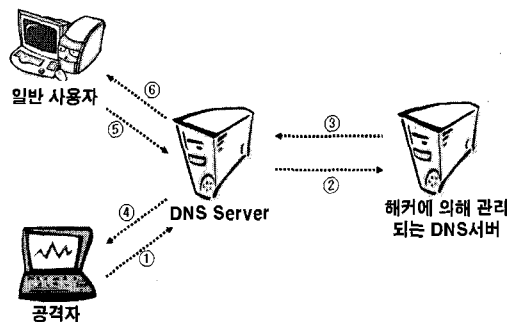 일반 사용자
⑥
⑤
③
②
DNS Server
해커에 의해 관리
되는 DNS서버
④
①
공격자